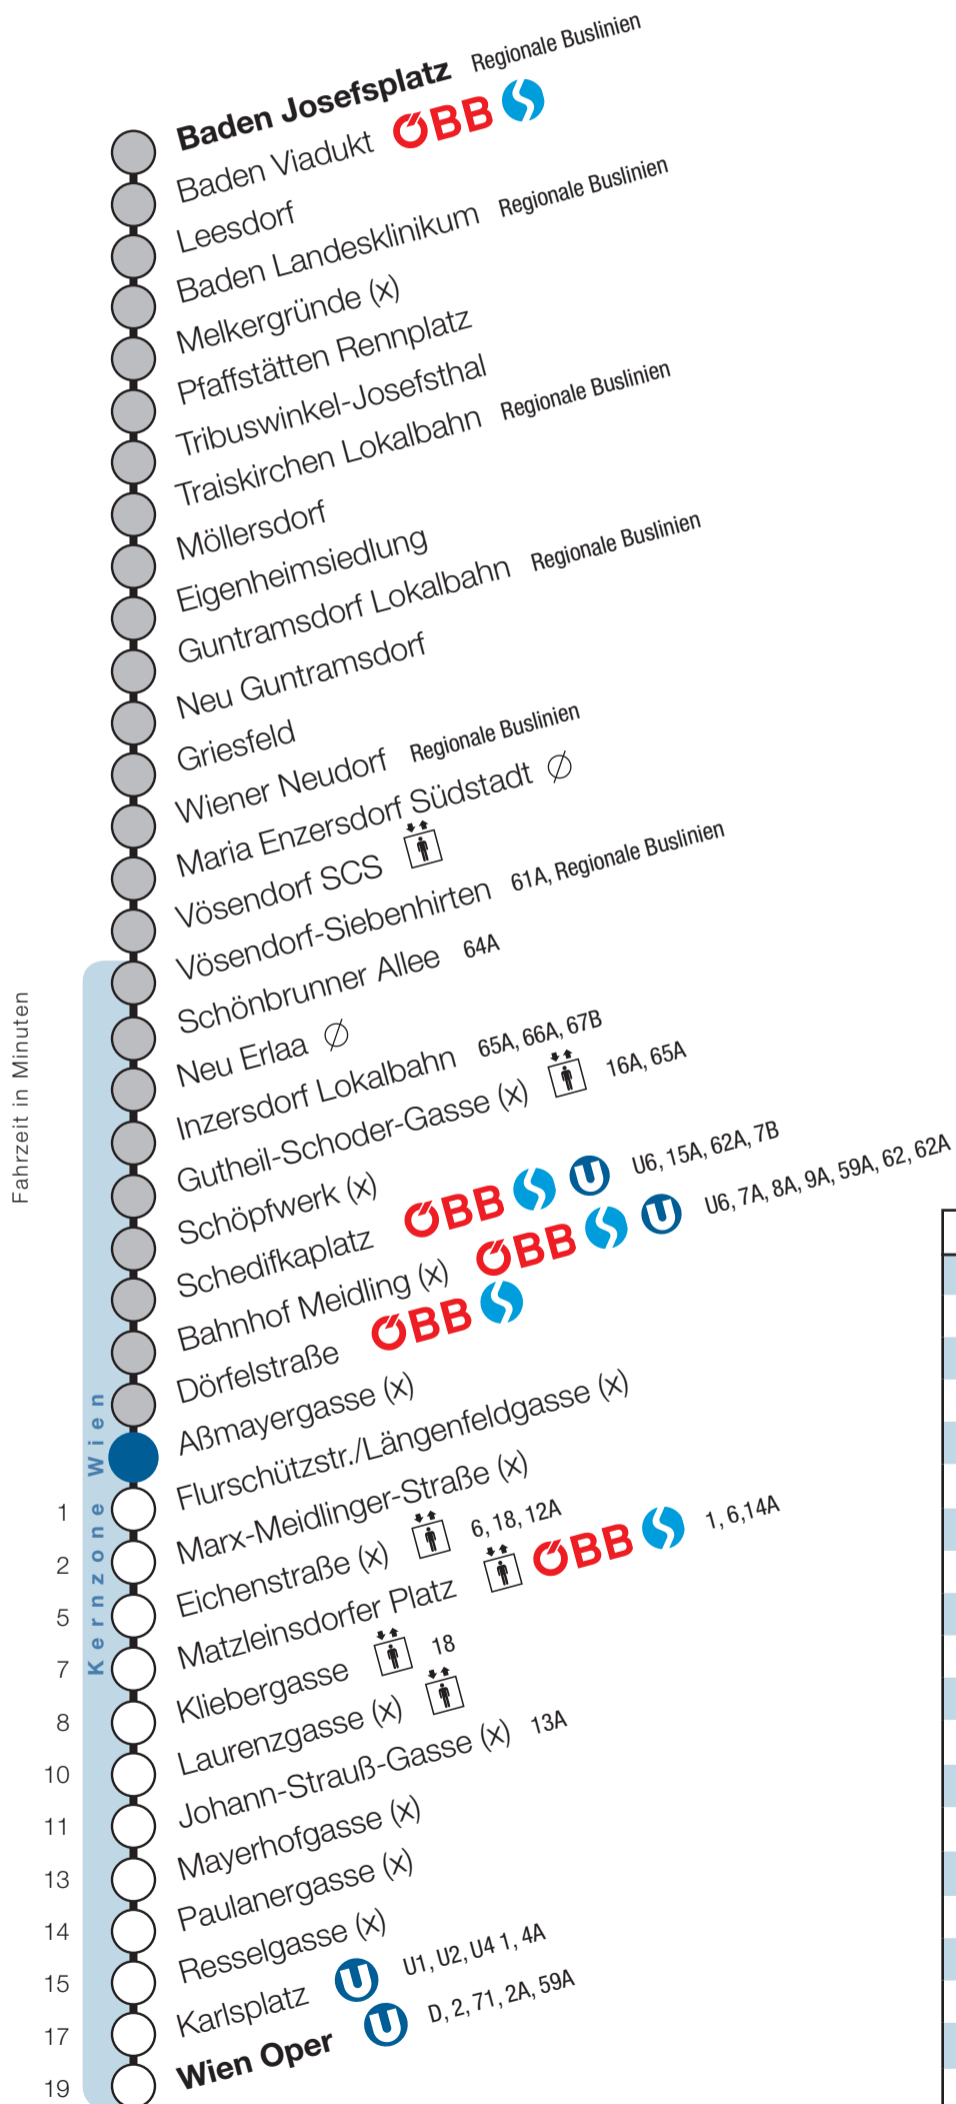 Baden Josefsplatz Regionale Buslinien
Baden Viadukt ÖBB
Leesdorf
Baden Landesklinikum Regionale Buslinien
Melkergründe (x)
Pfaffstätten Rennplatz
Tribuswinkel-Josefsthal
Traiskirchen Lokalbahn Regionale Buslinien
Möllersdorf
Eigenheimsiedlung
Guntramsdorf Lokalbahn Regionale Buslinien
Neu Guntramsdorf
Griesfeld
Wiener Neudorf Regionale Buslinien
Maria Enzersdorf Südstadt ∅
Vösendorf SCS
Vösendorf-Siebenhirten 61A, Regionale Buslinien
Schönbrunner Allee 64A
Neu Erlaa ∅
Inzersdorf Lokalbahn 65A, 66A, 67B
Gutheil-Schoder-Gasse (x) 16A, 65A
Schöpfwerk (x)
Schedifkaplatz ÖBB U U6, 15A, 62A, 7B
Bahnhof Meidling (x) ÖBB U U6, 7A, 8A, 9A, 59A, 62, 62A
Dörfelstraße ÖBB
Aßmayergasse (x)
Flurschützstr./Längenfeldgasse (x)
1 Marx-Meidlinger-Straße (x)
2 Eichenstraße (x) 6, 18, 12A
5 Matzleinsdorfer Platz ÖBB 1, 6,14A
7 Kliebergasse 18
8 Laurenzgasse (x)
10 Johann-Strauß-Gasse (x) 13A
11 Mayerhofgasse (x)
13 Paulanergasse (x)
14 Resselgasse (x)
15
17 Karlsplatz U U1, U2, U4 1, 4A
19 Wien Oper U D, 2, 71, 2A, 59A
Fahrzeit in Minuten
Kernzone Wien